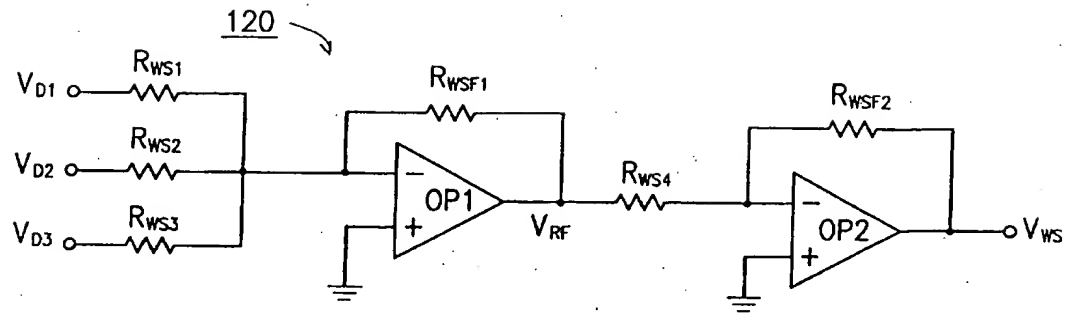 120
V_D1
R_WS1
V_D2
R_WS2
V_D3
R_WS3
R_WSF1
−
OP1
+
V_RF
R_WS4
R_WSF2
−
OP2
+
V_WS